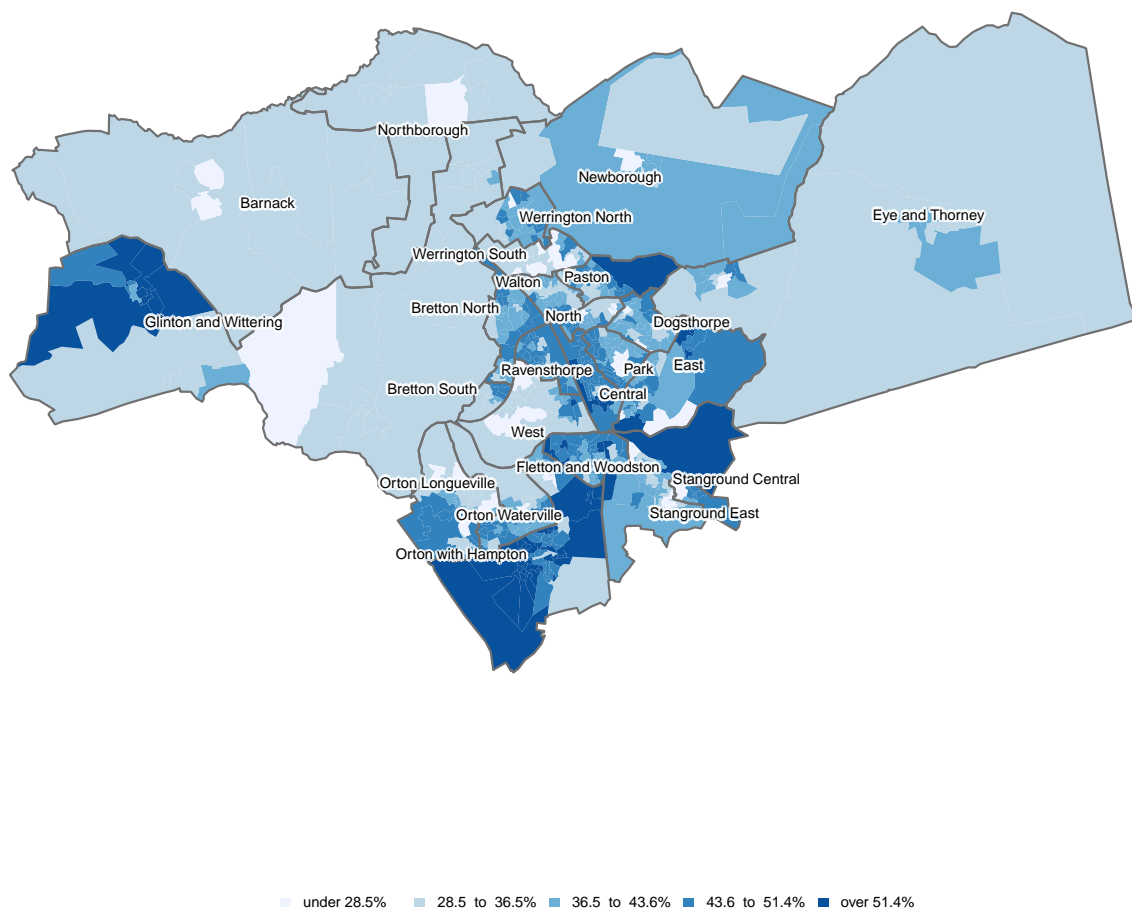 Northborough
Newborough
Barnack
Eye and Thorney
Werrington North
Werrington South
Paston
Walton
Bretton North
North
Glinton and Wittering
Dogsthorpe
East
Ravensthorpe
Park
Bretton South
Central
West
Fletton and Woodston
Stanground Central
Orton Longueville
Orton Waterville
Stanground East
Orton with Hampton
under 28.5% 28.5 to 36.5% 36.5 to 43.6% 43.6 to 51.4% over 51.4%